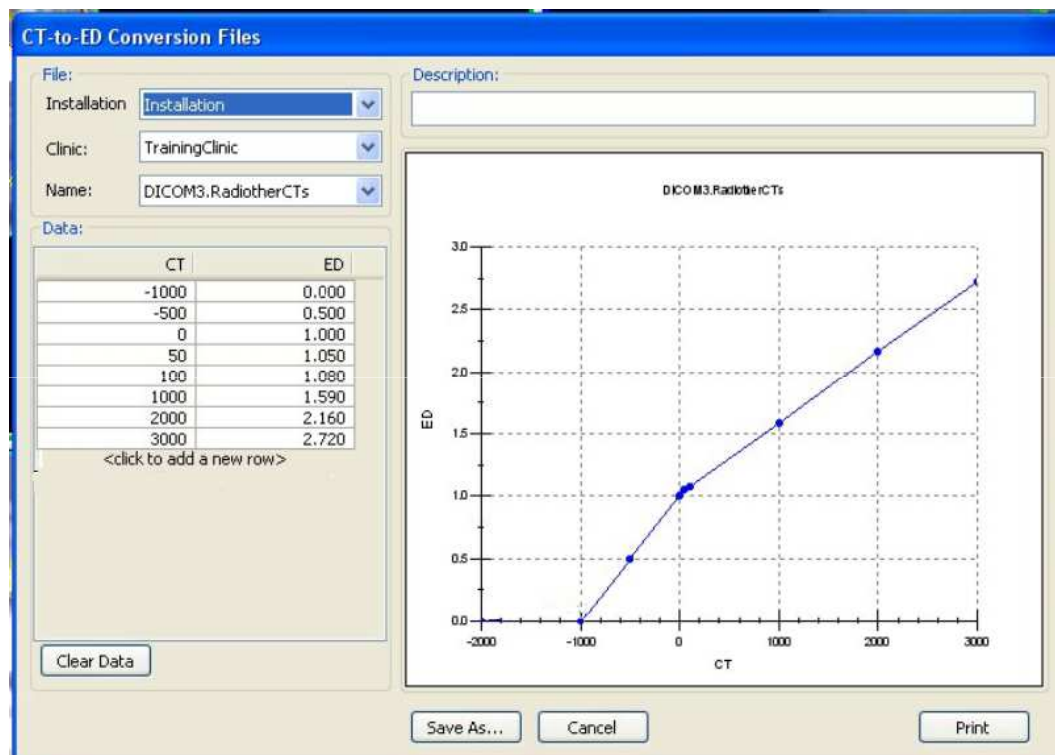 CT-to-ED Conversion Files
File:
Installation Installation
Clinic: TrainingClinic
Name: DICOM3.RadiotherCTs
Data:
CT ED
-1000 0.000
-500 0.500
0 1.000
50 1.050
100 1.080
1000 1.590
2000 2.160
3000 2.720
<click to add a new row>
Clear Data
Description:
DICOM3.RadiotherCTs
3.0
2.5
2.0
1.5
1.0
0.5
0.0
ED
-2000 -1000 0 1000 2000 3000
CT
Save As... Cancel Print